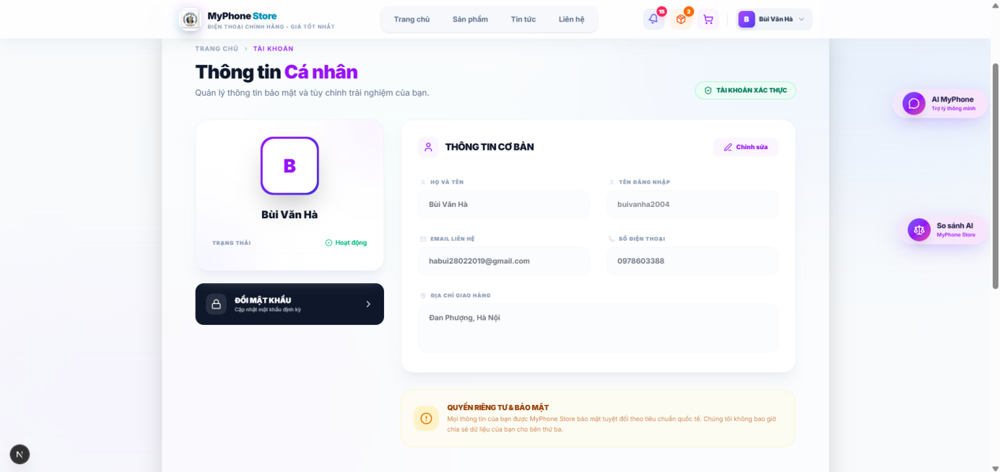 MyPhone Store
ĐIỆN THOẠI CHÍNH HÃNG - GIÁ TỐT NHẤT
Trang chủ
Sản phẩm
Tin tức
Liên hệ
15
2
B
Bùi Văn Hà
TRANG CHỦ > TÀI KHOẢN
Thông tin Cá nhân
Quản lý thông tin bảo mật và tùy chỉnh trải nghiệm của bạn.
TÀI KHOẢN XÁC THỰC
AI MyPhone
Trợ lý thông minh
B
Bùi Văn Hà
TRẠNG THÁI
Hoạt động
ĐỔI MẬT KHẨU
Cập nhật mật khẩu định kỳ
THÔNG TIN CƠ BẢN
Chỉnh sửa
HỌ VÀ TÊN
Bùi Văn Hà
TÊN ĐĂNG NHẬP
buivanha2004
EMAIL LIÊN HỆ
habui28022019@gmail.com
SỐ ĐIỆN THOẠI
0978603388
ĐỊA CHỈ GIAO HÀNG
Đan Phượng, Hà Nội
So sánh AI
MyPhone Store
QUYỀN RIÊNG TƯ & BẢO MẬT
Mọi thông tin của bạn được MyPhone Store bảo mật tuyệt đối theo tiêu chuẩn quốc tế. Chúng tôi không bao giờ
chia sẻ dữ liệu của bạn cho bên thứ ba.
N